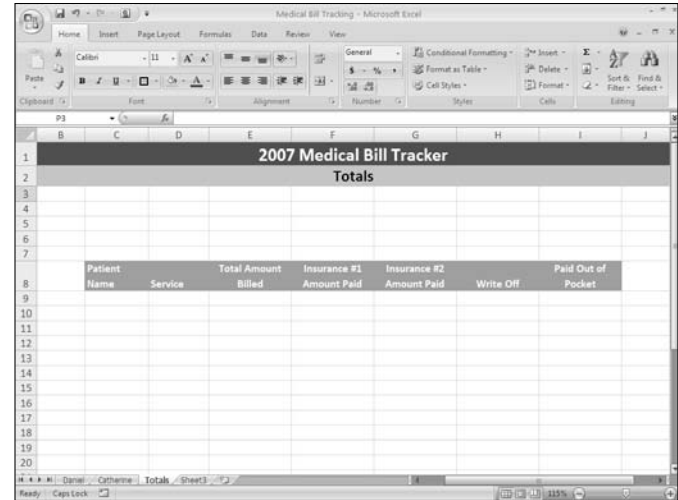 Medical Bill Tracking - Microsoft Excel
Home Insert Page Layout Formulas Data Review View
Calibri 11 A A General Conditional Formatting Insert Σ
Paste B I U A $ % , Format as Table Delete Sort & Find &
Cell Styles Format Filter Select
Clipboard Font Alignment Number Styles Cells Editing
P3 fx
B C D E F G H I J
1 2007 Medical Bill Tracker
2 Totals
3
4
5
6
7
Patient Total Amount Insurance #1 Insurance #2 Paid Out of
8 Name Service Billed Amount Paid Amount Paid Write Off Pocket
9
10
11
12
13
14
15
16
17
18
19
20
Daniel Catherine Totals Sheet3
Ready Caps Lock 115%